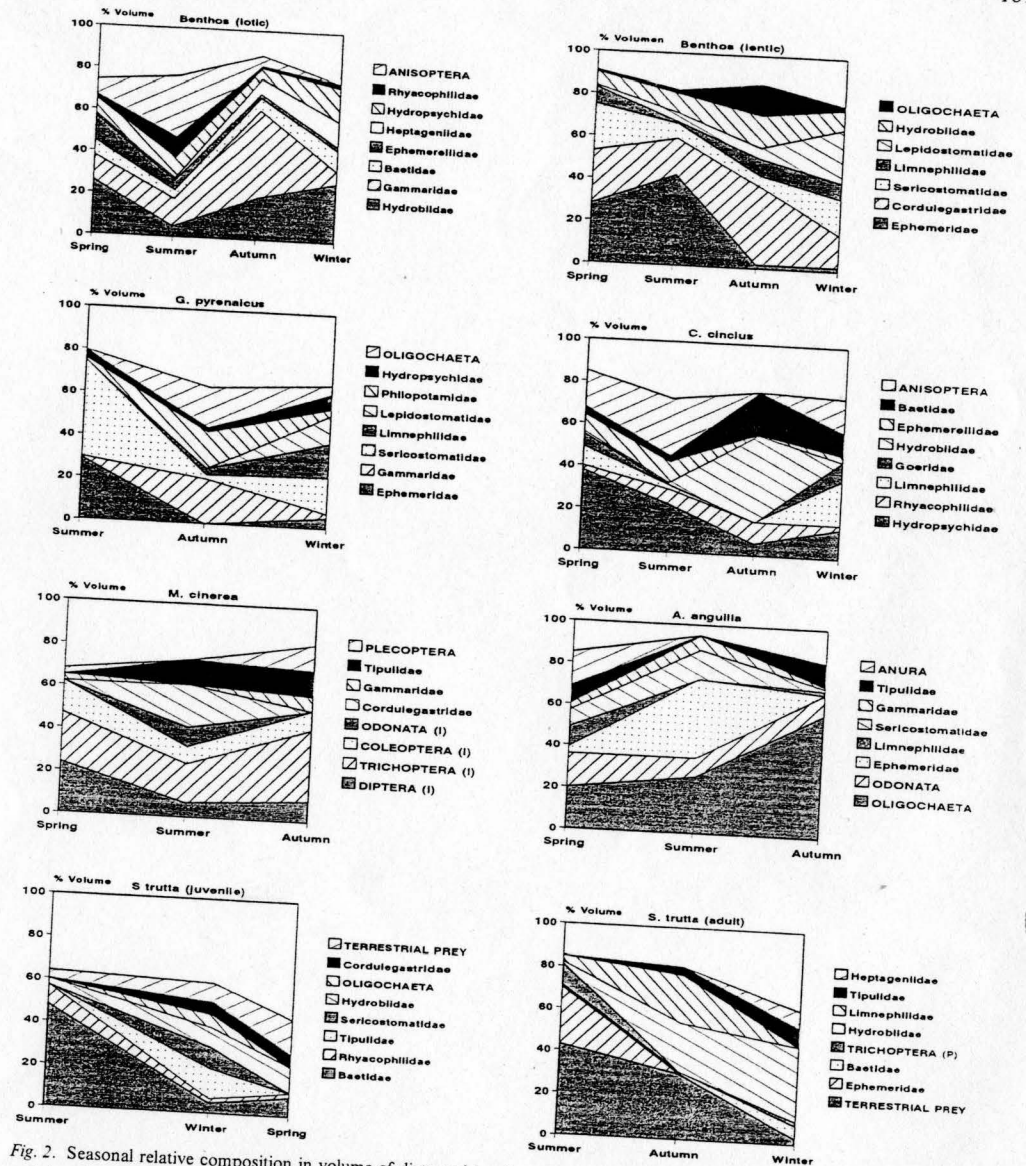 % Volume Benthos (lotic)
100
80
60
40
20
0
Spring Summer Autumn Winter
ANISOPTERA
Rhyacophilidae
Hydropsychidae
Heptageniidae
Ephemerellidae
Baetidae
Gammaridae
Hydrobiidae
% Volumen Benthos (lentic)
100
80
60
40
20
0
Spring Summer Autumn Winter
OLIGOCHAETA
Hydrobiidae
Lepidostomatidae
Limnephilidae
Sericostomatidae
Cordulegastridae
Ephemeridae
% Volume G. pyrenaicus
100
80
60
40
20
0
Summer Autumn Winter
OLIGOCHAETA
Hydropsychidae
Philopotamidae
Lepidostomatidae
Limnephilidae
Sericostomatidae
Gammaridae
Ephemeridae
% Volume C. cinclus
100
80
60
40
20
0
Spring Summer Autumn Winter
ANISOPTERA
Baetidae
Ephemerellidae
Hydrobiidae
Goeridae
Limnephilidae
Rhyacophilidae
Hydropsychidae
% Volume M. cinerea
100
80
60
40
20
0
Spring Summer Autumn
PLECOPTERA
Tipulidae
Gammaridae
Cordulegastridae
ODONATA (I)
COLEOPTERA (I)
TRICHOPTERA (I)
DIPTERA (I)
% Volume A. anguilla
100
80
60
40
20
0
Spring Summer Autumn
ANURA
Tipulidae
Gammaridae
Sericostomatidae
Limnephilidae
Ephemeridae
ODONATA
OLIGOCHAETA
% Volume S trutta (juvenile)
100
80
60
40
20
0
Summer Winter Spring
TERRESTRIAL PREY
Cordulegastridae
OLIGOCHAETA
Hydrobiidae
Sericostomatidae
Tipulidae
Rhyacophilidae
Baetidae
% Volume S. trutta (adult)
100
80
60
40
20
0
Summer Autumn Winter
Heptageniidae
Tipulidae
Limnephilidae
Hydrobiidae
TRICHOPTERA (P)
Baetidae
Ephemeridae
TERRESTRIAL PREY
Fig. 2. Seasonal relative composition in volume of